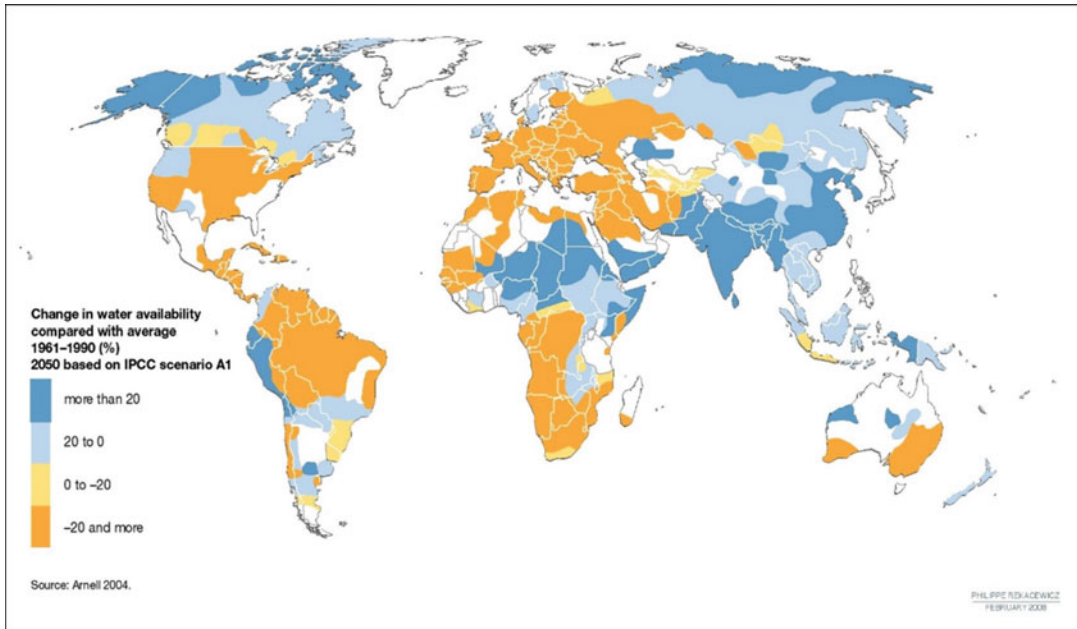 Change in water availability
compared with average
1961–1990 (%)
2050 based on IPCC scenario A1
more than 20
20 to 0
0 to –20
–20 and more
Source: Arnell 2004.
PHILIPPE REKACEWICZ
FEBRUARY 2008